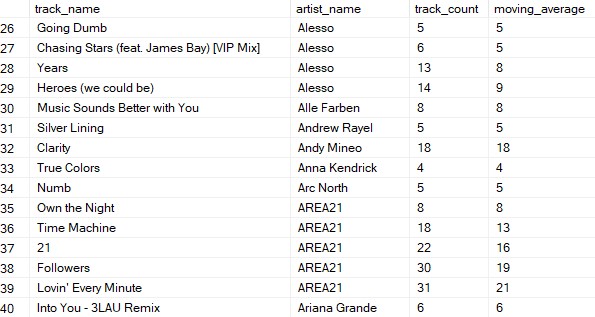 track_name artist_name track_count moving_average
26 Going Dumb Alesso 5 5
27 Chasing Stars (feat. James Bay) [VIP Mix] Alesso 6 5
28 Years Alesso 13 8
29 Heroes (we could be) Alesso 14 9
30 Music Sounds Better with You Alle Farben 8 8
31 Silver Lining Andrew Rayel 5 5
32 Clarity Andy Mineo 18 18
33 True Colors Anna Kendrick 4 4
34 Numb Arc North 5 5
35 Own the Night AREA21 8 8
36 Time Machine AREA21 18 13
37 21 AREA21 22 16
38 Followers AREA21 30 19
39 Lovin' Every Minute AREA21 31 21
40 Into You - 3LAU Remix Ariana Grande 6 6